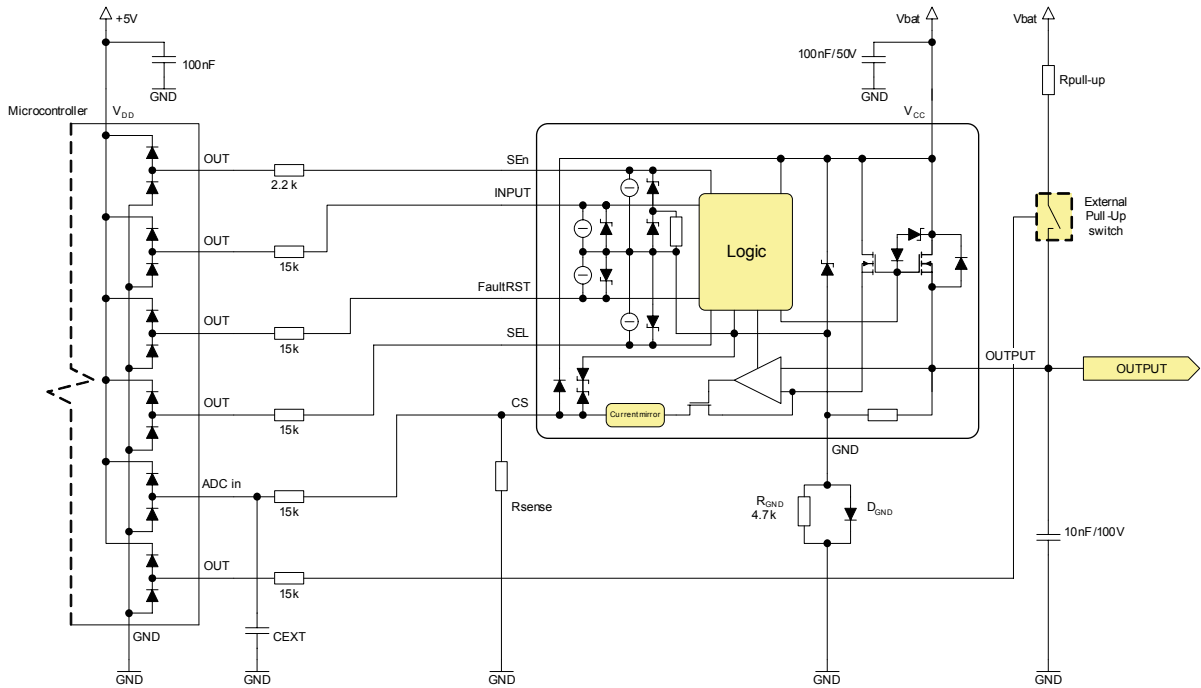 +5V
Vbat
Vbat
100nF
100nF/50V
GND
GND
Rpull-up
Microcontroller
VDD
VCC
OUT
2.2 k
SEn
INPUT
OUT
15k
Logic
External
Pull-Up
switch
FaultRST
OUT
15k
SEL
OUTPUT
OUTPUT
OUT
15k
CS
Current mirror
GND
ADC in
15k
Rsense
RGND
4.7k
DGND
10nF/100V
OUT
15k
GND
CEXT
GND
GND
GND
GND
GND